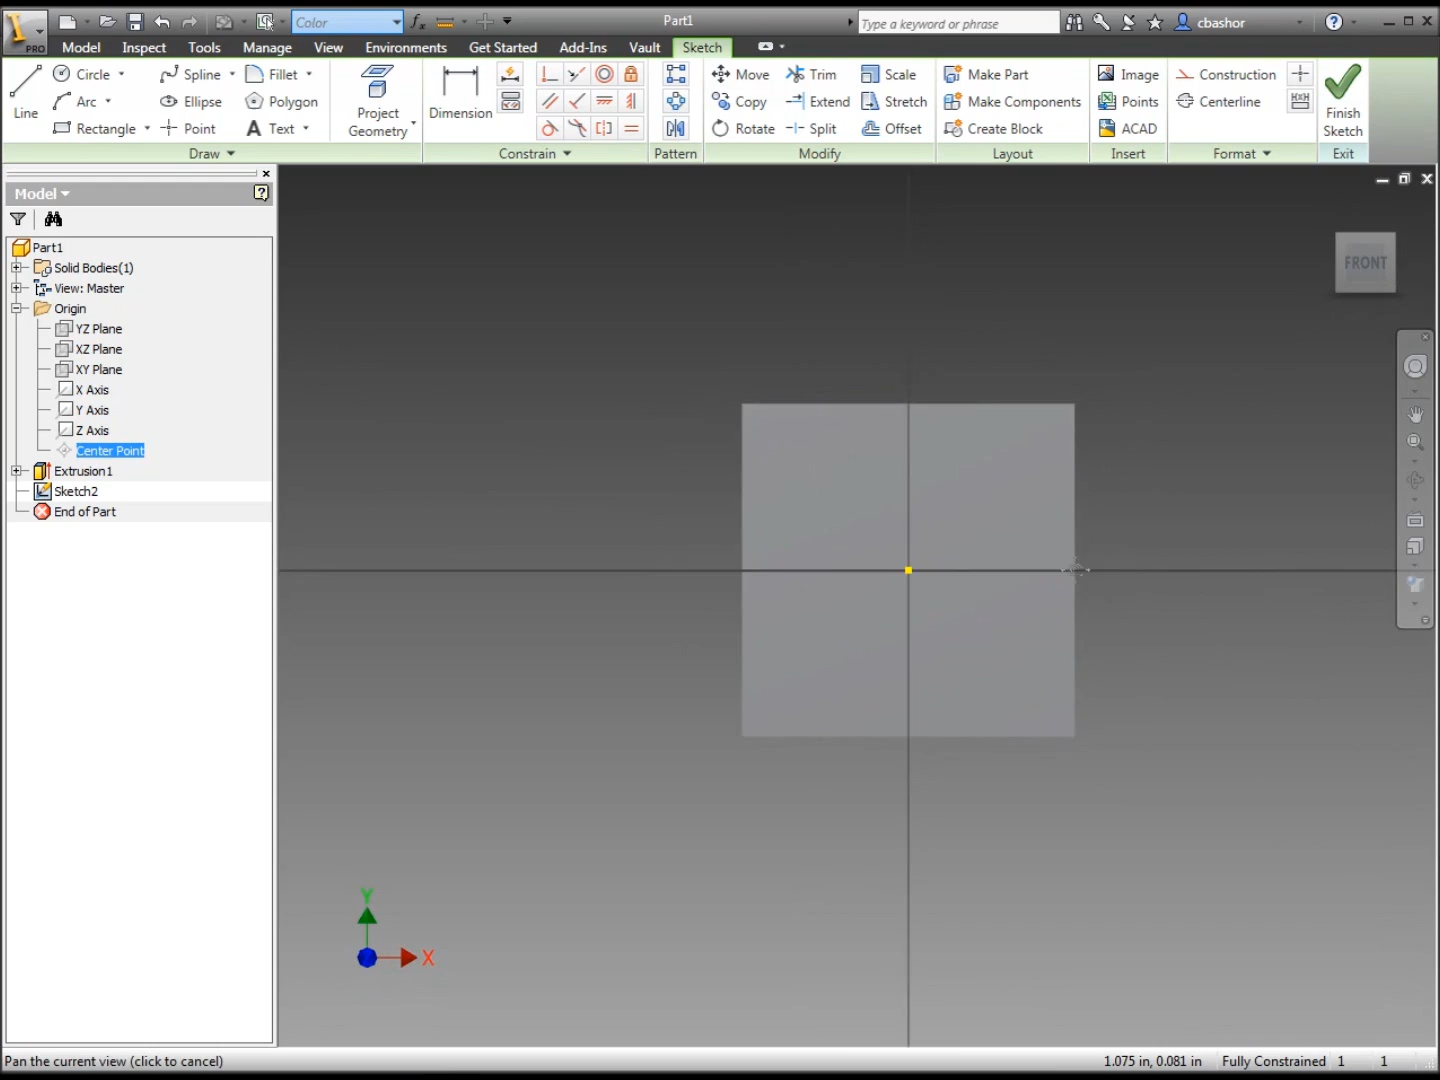 Color
Part1
Type a keyword or phrase
cbashor
PRO
Model Inspect Tools Manage View Environments Get Started Add-Ins Vault Sketch
Circle Spline Fillet Move Trim Scale Make Part Image Construction
Line Arc Ellipse Polygon Project Geometry Dimension Copy Extend Stretch Make Components Points Centerline Finish Sketch
Rectangle Point Text Rotate Split Offset Create Block ACAD
Draw Constrain Pattern Modify Layout Insert Format Exit
Model
Part1
Solid Bodies(1)
View: Master
Origin
YZ Plane
XZ Plane
XY Plane
X Axis
Y Axis
Z Axis
Center Point
Extrusion1
Sketch2
End of Part
FRONT
Y
X
Pan the current view (click to cancel)
1.075 in, 0.081 in Fully Constrained 1 1